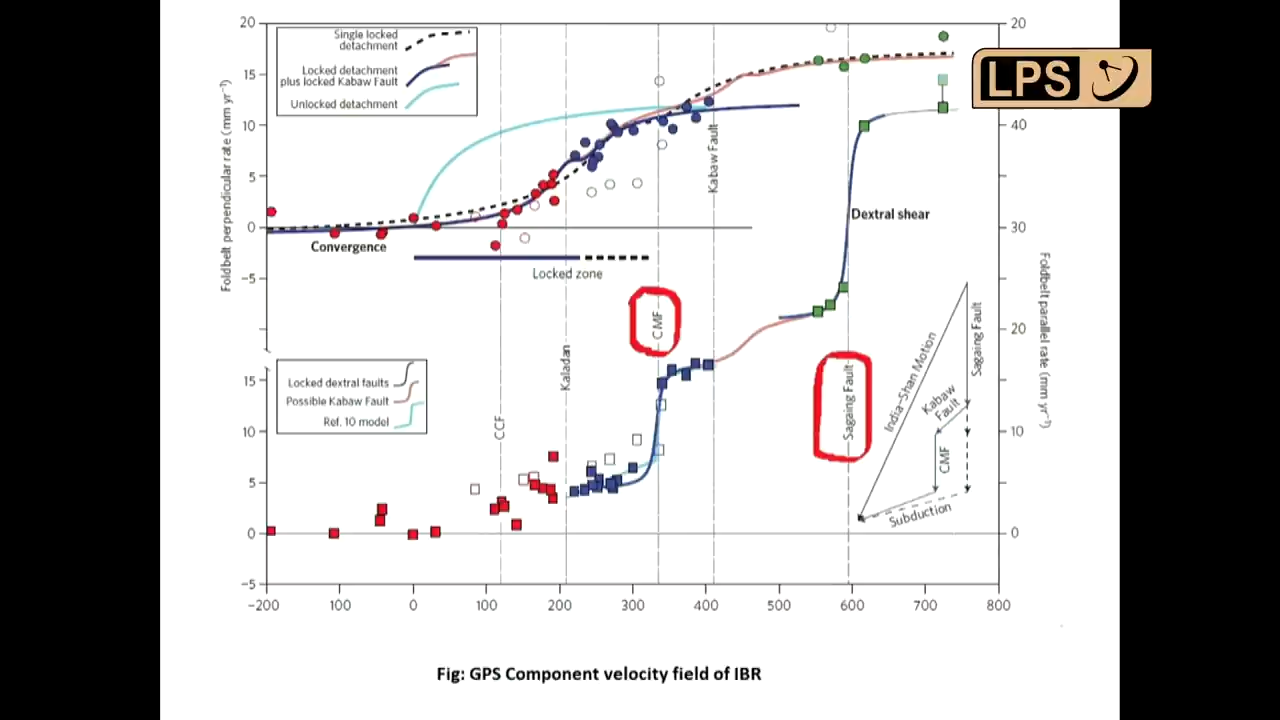 20
15
10
5
0
−5
15
10
5
0
−5
Foldbelt perpendicular rate (mm yr⁻¹)
Single locked
detachment
Locked detachment
plus locked Kabaw Fault
Unlocked detachment
Convergence
Locked zone
Locked dextral faults
Possible Kabaw Fault
Ref. 10 model
CCF
Kaladan
CMF
Kabaw Fault
Sagaing Fault
Dextral shear
India–Shan Motion
Sagaing Fault
Kabaw
Fault
CMF
Subduction
20
40
30
20
10
0
Foldbelt parallel rate (mm yr⁻¹)
−200 100 0 100 200 300 400 500 600 700 800
LPS
Fig: GPS Component velocity field of IBR